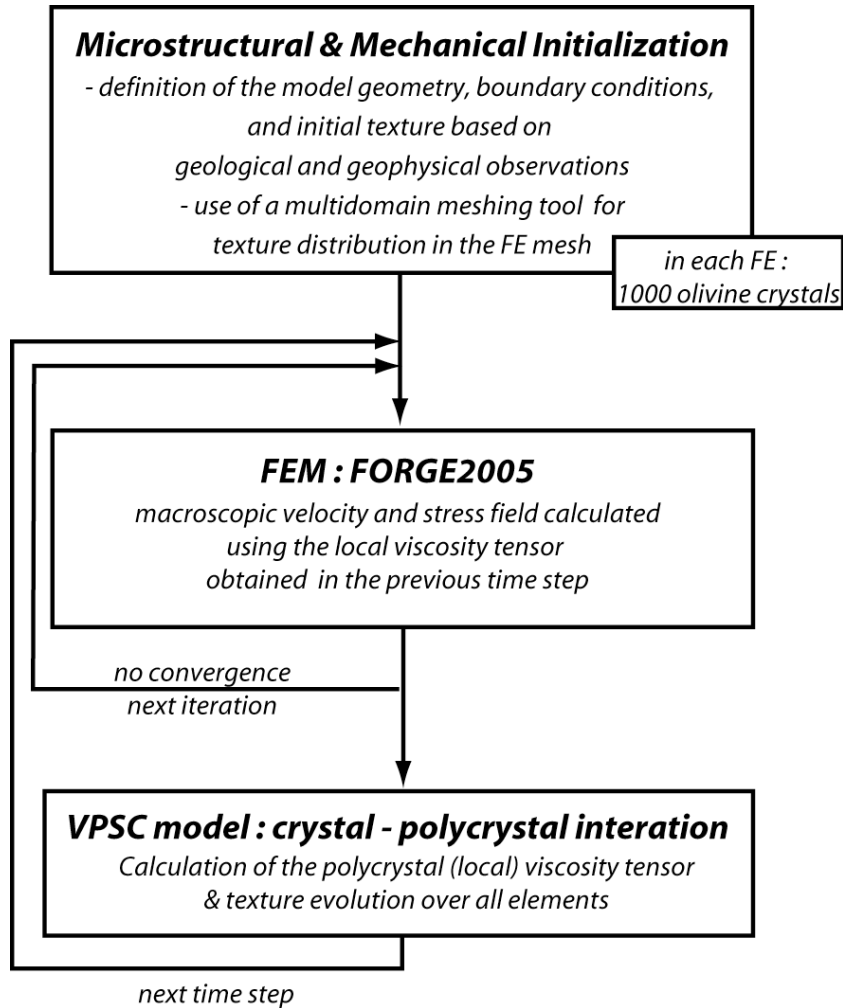 Microstructural & Mechanical Initialization
- definition of the model geometry, boundary conditions,
and initial texture based on
geological and geophysical observations
- use of a multidomain meshing tool for
texture distribution in the FE mesh
in each FE :
1000 olivine crystals
FEM : FORGE2005
macroscopic velocity and stress field calculated
using the local viscosity tensor
obtained in the previous time step
no convergence
next iteration
VPSC model : crystal - polycrystal interation
Calculation of the polycrystal (local) viscosity tensor
& texture evolution over all elements
next time step